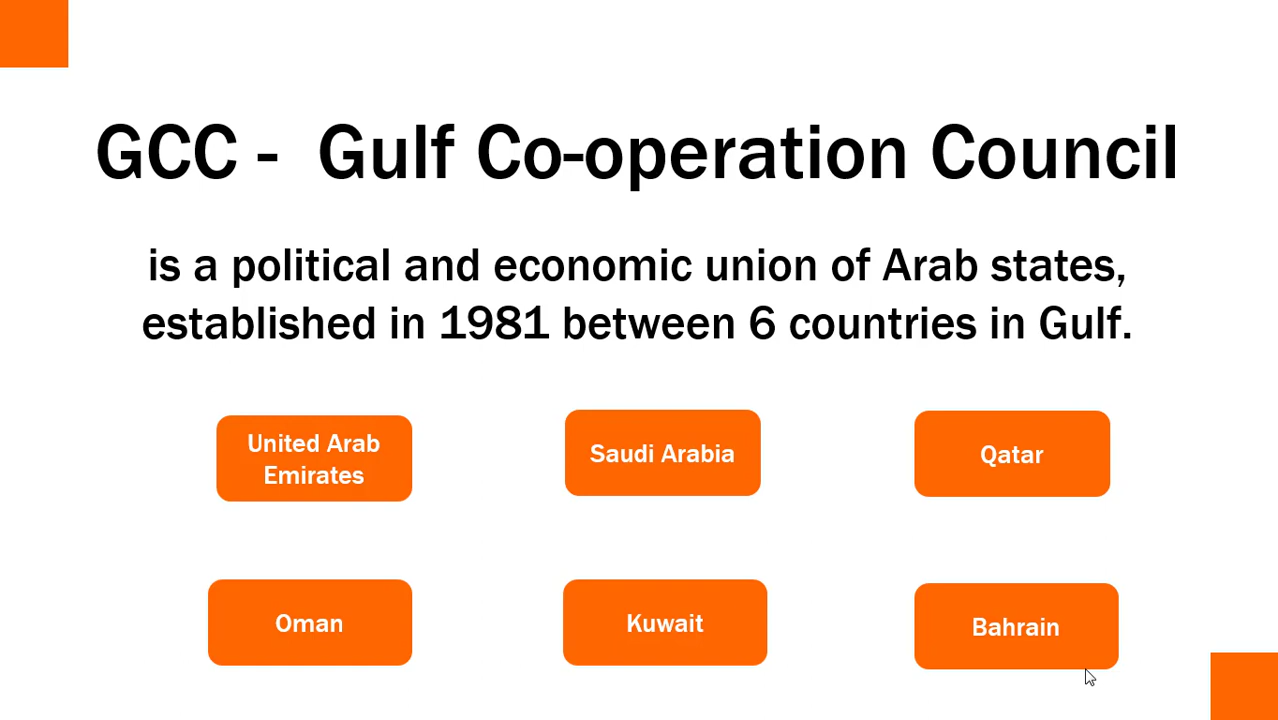 GCC - Gulf Co-operation Council
is a political and economic union of Arab states,
established in 1981 between 6 countries in Gulf.
United Arab
Emirates
Saudi Arabia
Qatar
Oman
Kuwait
Bahrain